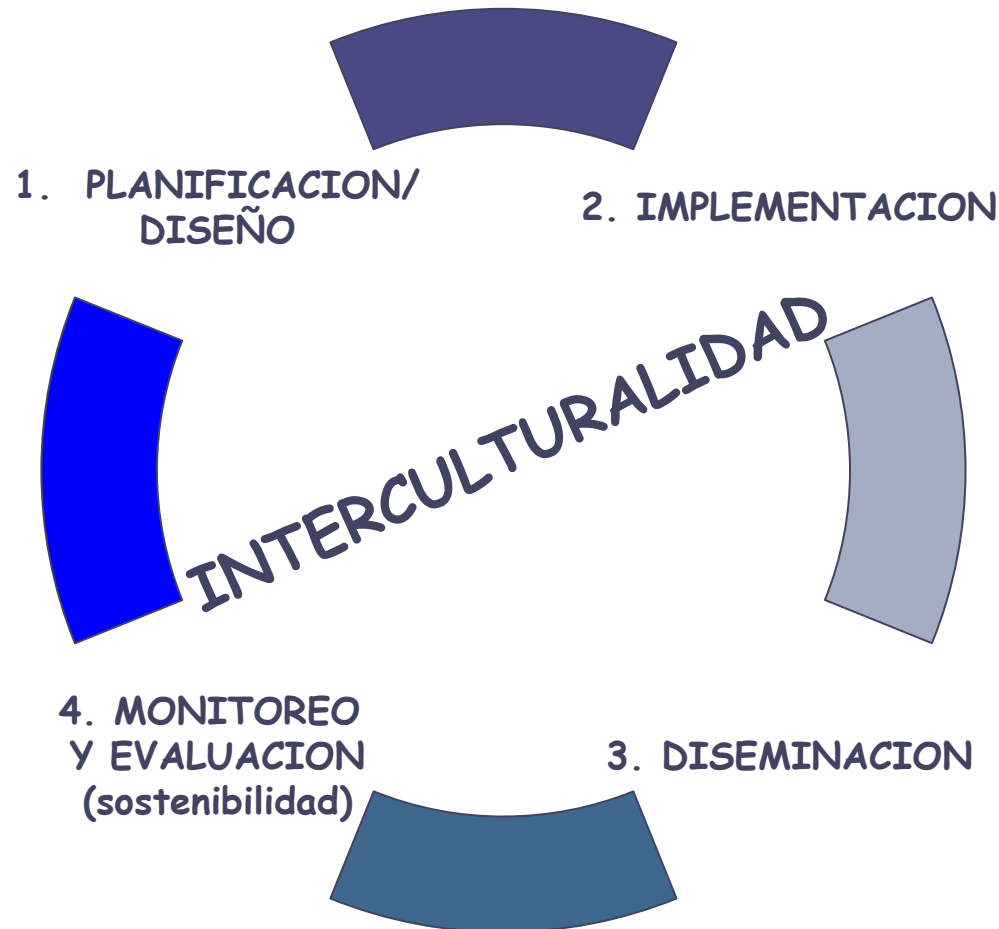 1. PLANIFICACION/
DISEÑO
2. IMPLEMENTACION
INTERCULTURALIDAD
4. MONITOREO
Y EVALUACION
(sostenibilidad)
3. DISEMINACION